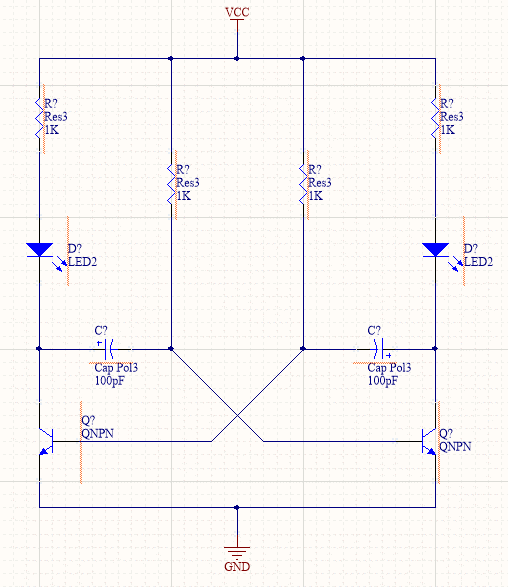 VCC
R?
Res3
1K
R?
Res3
1K
R?
Res3
1K
R?
Res3
1K
D?
LED2
D?
LED2
C?
+
Cap Pol3
100pF
C?
+
Cap Pol3
100pF
Q?
QNPN
Q?
QNPN
GND